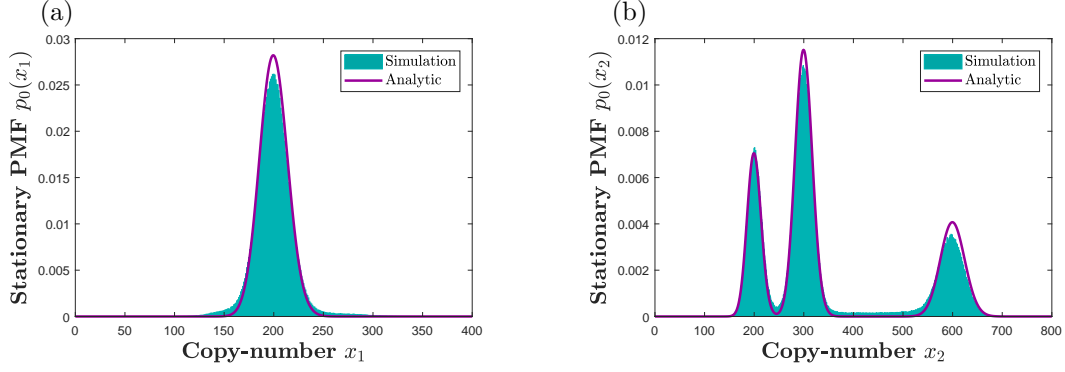 (a)
Stationary PMF p₀(x₁)
0.03
0.025
0.02
0.015
0.01
0.005
0
0 50 100 150 200 250 300 350 400
Copy-number x₁
Simulation
Analytic
(b)
Stationary PMF p₀(x₂)
0.012
0.01
0.008
0.006
0.004
0.002
0
0 100 200 300 400 500 600 700 800
Copy-number x₂
Simulation
Analytic